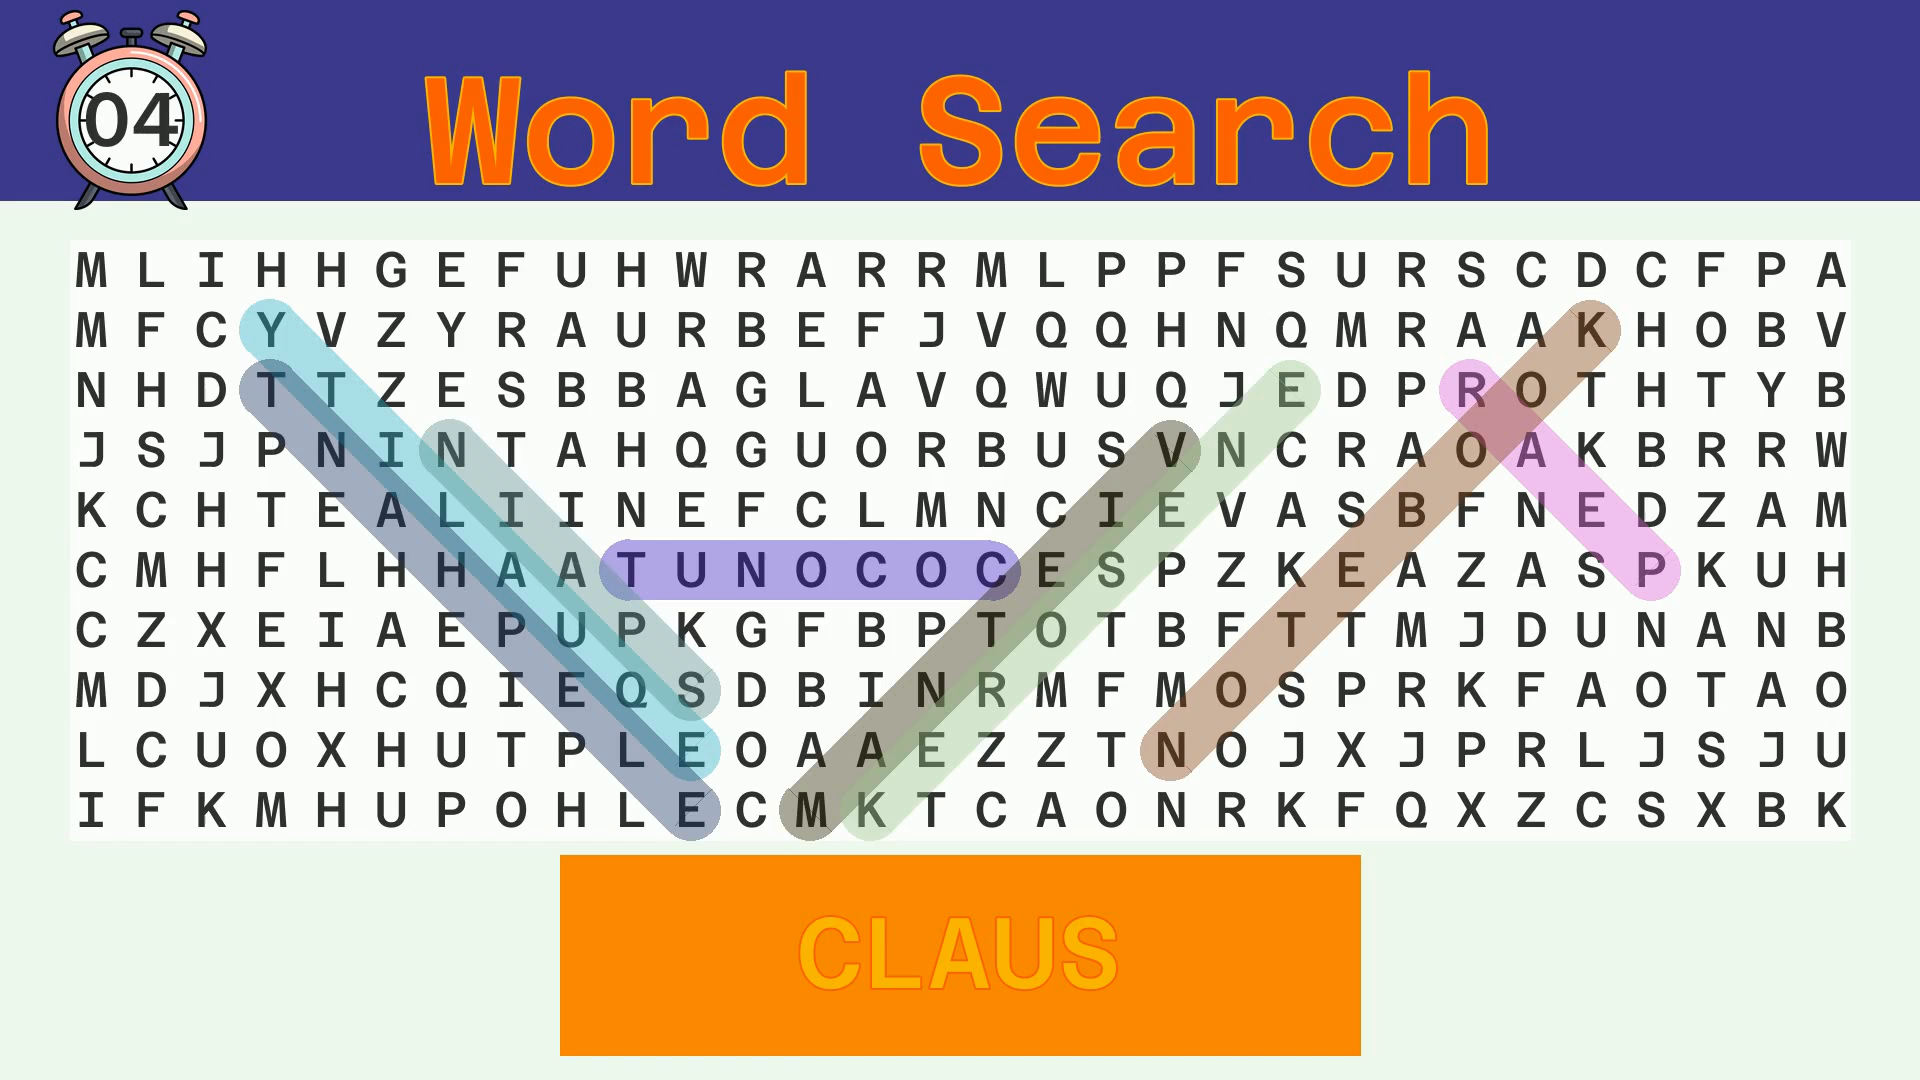 04
Word Search
M L I H H G E F U H W R A R R M L P P F S U R S C D C F P A
M F C Y V Z Y R A U R B E F J V Q Q H N Q M R A A K H O B V
N H D T T Z E S B B A G L A V Q W U Q J E D P R O T H T Y B
J S J P N I N T A H Q G U O R B U S V N C R A O A K B R R W
K C H T E A L I I N E F C L M N C I E V A S B F N E D Z A M
C M H F L H H A A T U N O C O C E S P Z K E A Z A S P K U H
C Z X E I A E P U P K G F B P T O T B F T T M J D U N A N B
M D J X H C Q I E Q S D B I N R M F M O S P R K F A O T A O
L C U O X H U T P L E O A A E Z Z T N O J X J P R L J S J U
I F K M H U P O H L E C M K T C A O N R K F Q X Z C S X B K
CLAUS